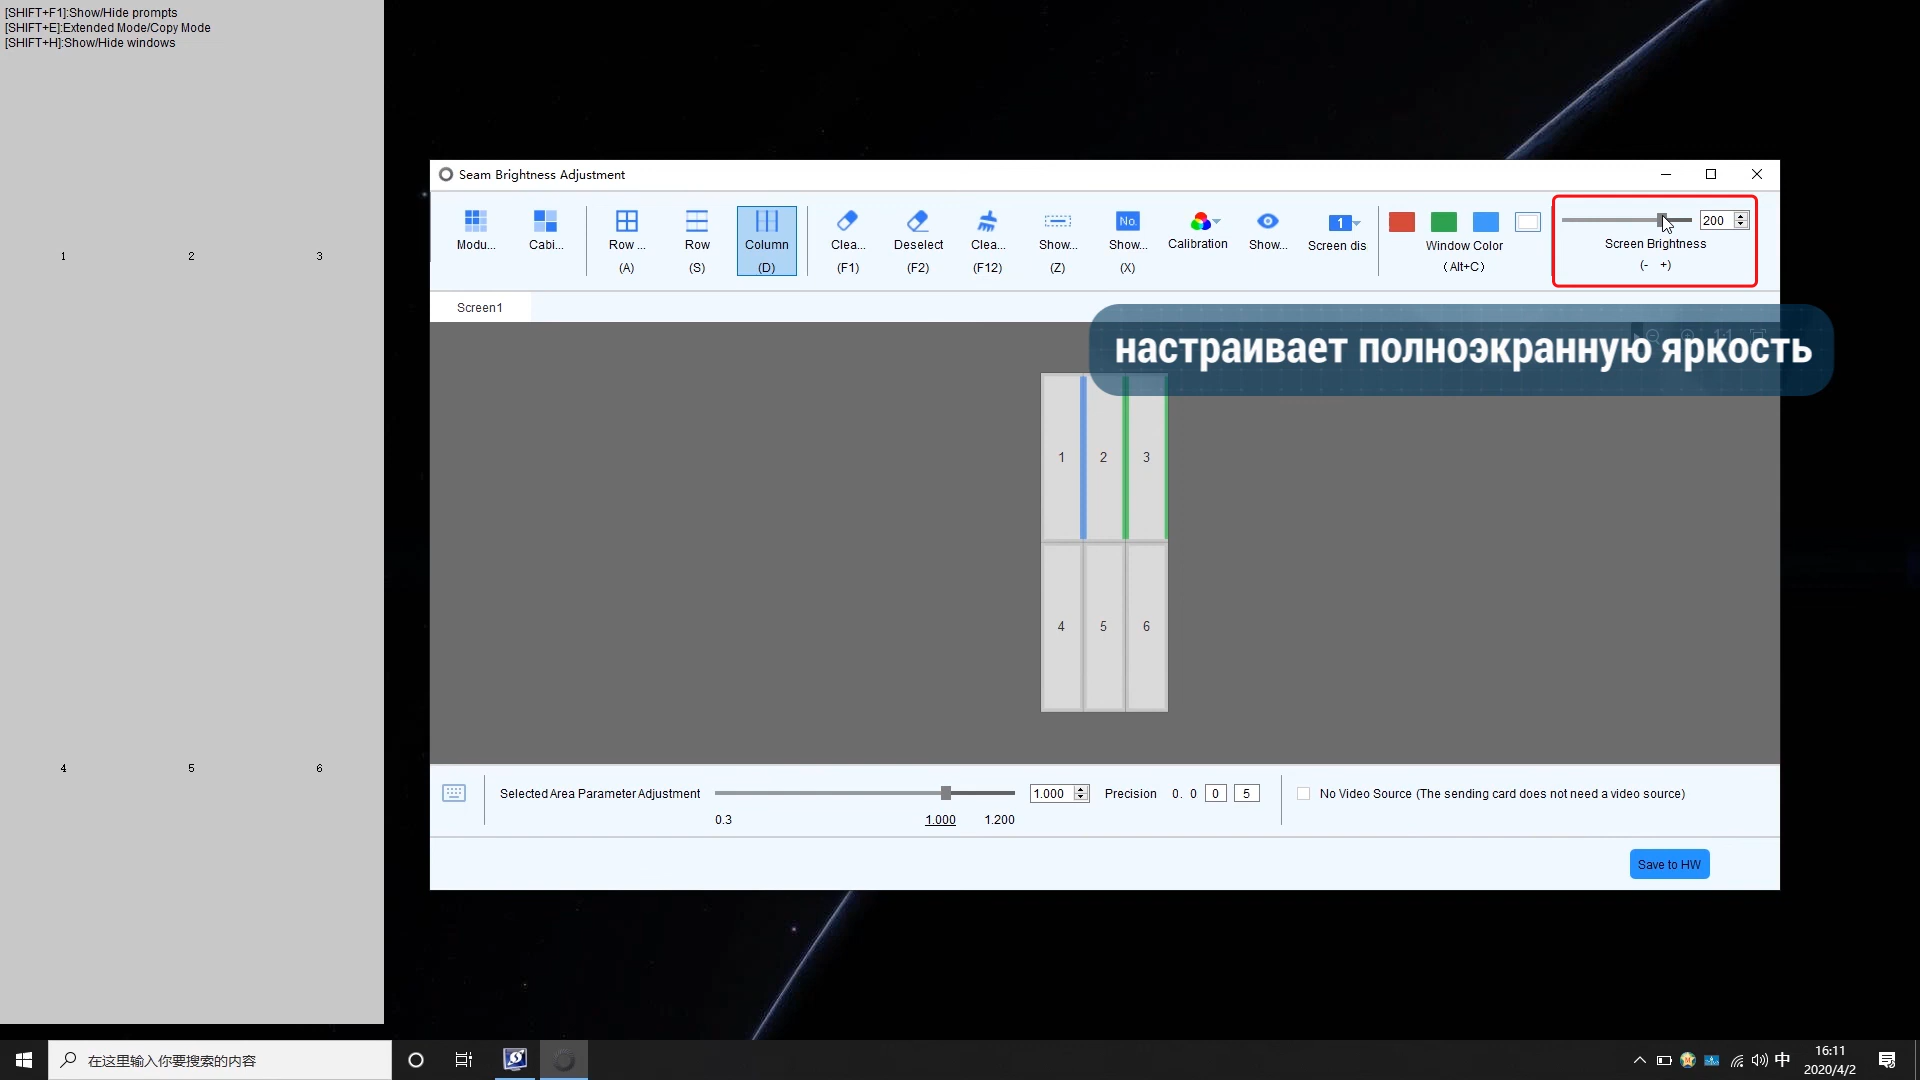 [SHIFT+F1]:Show/Hide prompts
[SHIFT+E]:Extended Mode/Copy Mode
[SHIFT+H]:Show/Hide windows
1 2 3
4 5 6
Seam Brightness Adjustment
Modu... Cabi... Row ... Row Column Clea... Deselect Clea... Show... No. Show... Calibration Show... 1 Screen dis Window Color 200 Screen Brightness
(A) (S) (D) (F1) (F2) (F12) (Z) (X) (Alt+C) (- +)
Screen1
настраивает полноэкранную яркость
1 2 3
4 5 6
Selected Area Parameter Adjustment 1.000 Precision 0. 0 0 5 No Video Source (The sending card does not need a video source)
0.3 1.000 1.200
Save to HW
在这里输入你要搜索的内容
中
16:11
2020/4/2